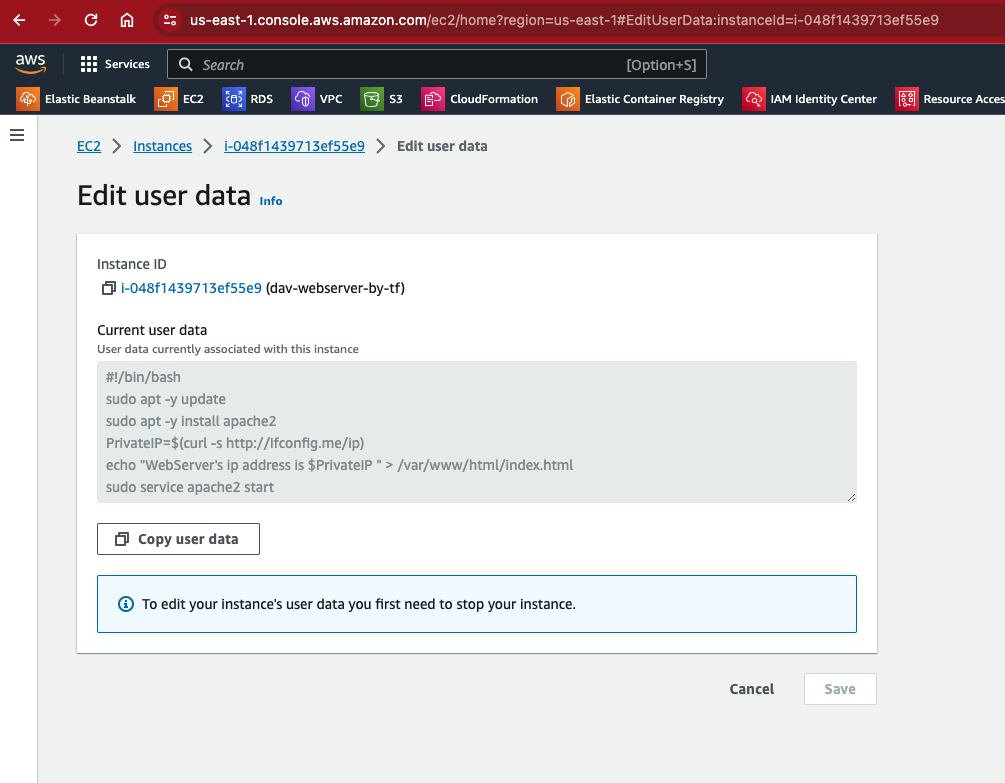 us-east-1.console.aws.amazon.com/ec2/home?region=us-east-1#EditUserData:instanceId=i-048f1439713ef55e9
aws
Services
Search
[Option+S]
Elastic Beanstalk
EC2
RDS
VPC
S3
CloudFormation
Elastic Container Registry
IAM Identity Center
Resource Acces
EC2 > Instances > i-048f1439713ef55e9 > Edit user data
Edit user data Info
Instance ID
i-048f1439713ef55e9 (dav-webserver-by-tf)
Current user data
User data currently associated with this instance
#!/bin/bash
sudo apt -y update
sudo apt -y install apache2
PrivateIP=$(curl -s http://ifconfig.me/ip)
echo "WebServer's ip address is $PrivateIP " > /var/www/html/index.html
sudo service apache2 start
Copy user data
To edit your instance's user data you first need to stop your instance.
Cancel
Save